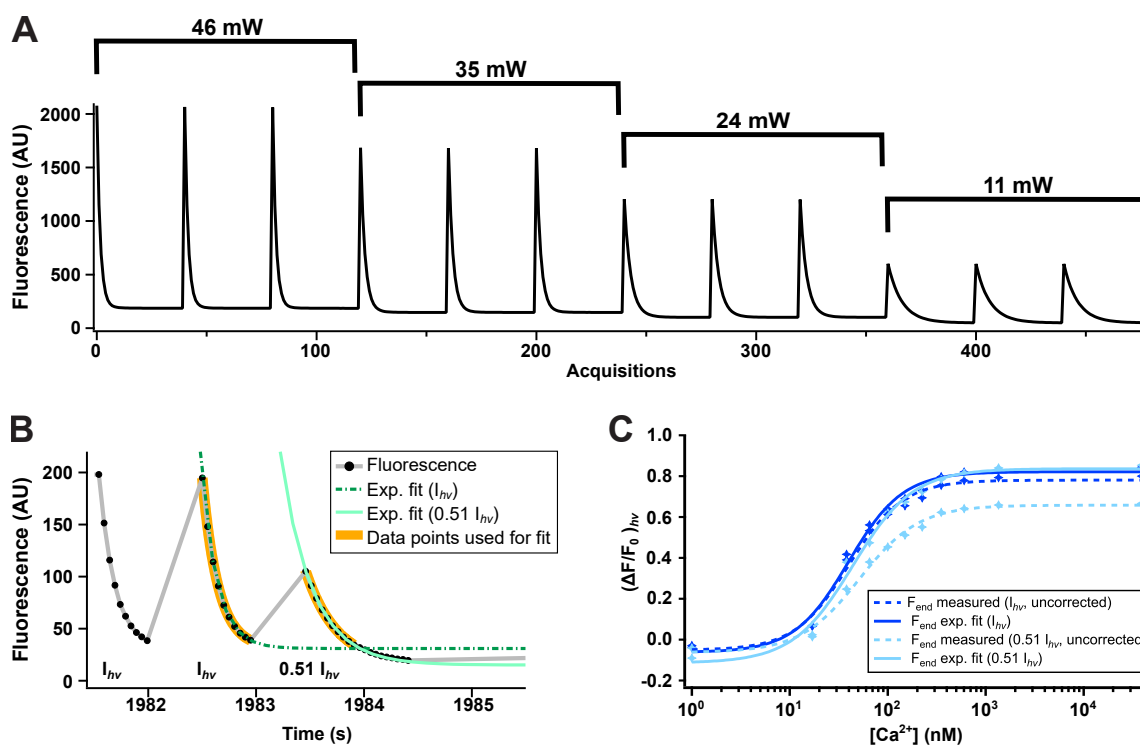 A
46 mW
35 mW
24 mW
11 mW
Fluorescence (AU)
2000
1500
1000
500
0
0
100
200
300
400
Acquisitions
B
Fluorescence (AU)
200
150
100
50
0
Fluorescence
Exp. fit (Ihv)
Exp. fit (0.51 Ihv)
Data points used for fit
Ihv
Ihv
0.51 Ihv
1982
1983
1984
1985
Time (s)
C
(ΔF/F0)hv
1.0
0.8
0.6
0.4
0.2
0.0
-0.2
Fend measured (Ihv, uncorrected)
Fend exp. fit (Ihv)
Fend measured (0.51 Ihv, uncorrected)
Fend exp. fit (0.51 Ihv)
10⁰
10¹
10²
10³
10⁴
[Ca²⁺] (nM)